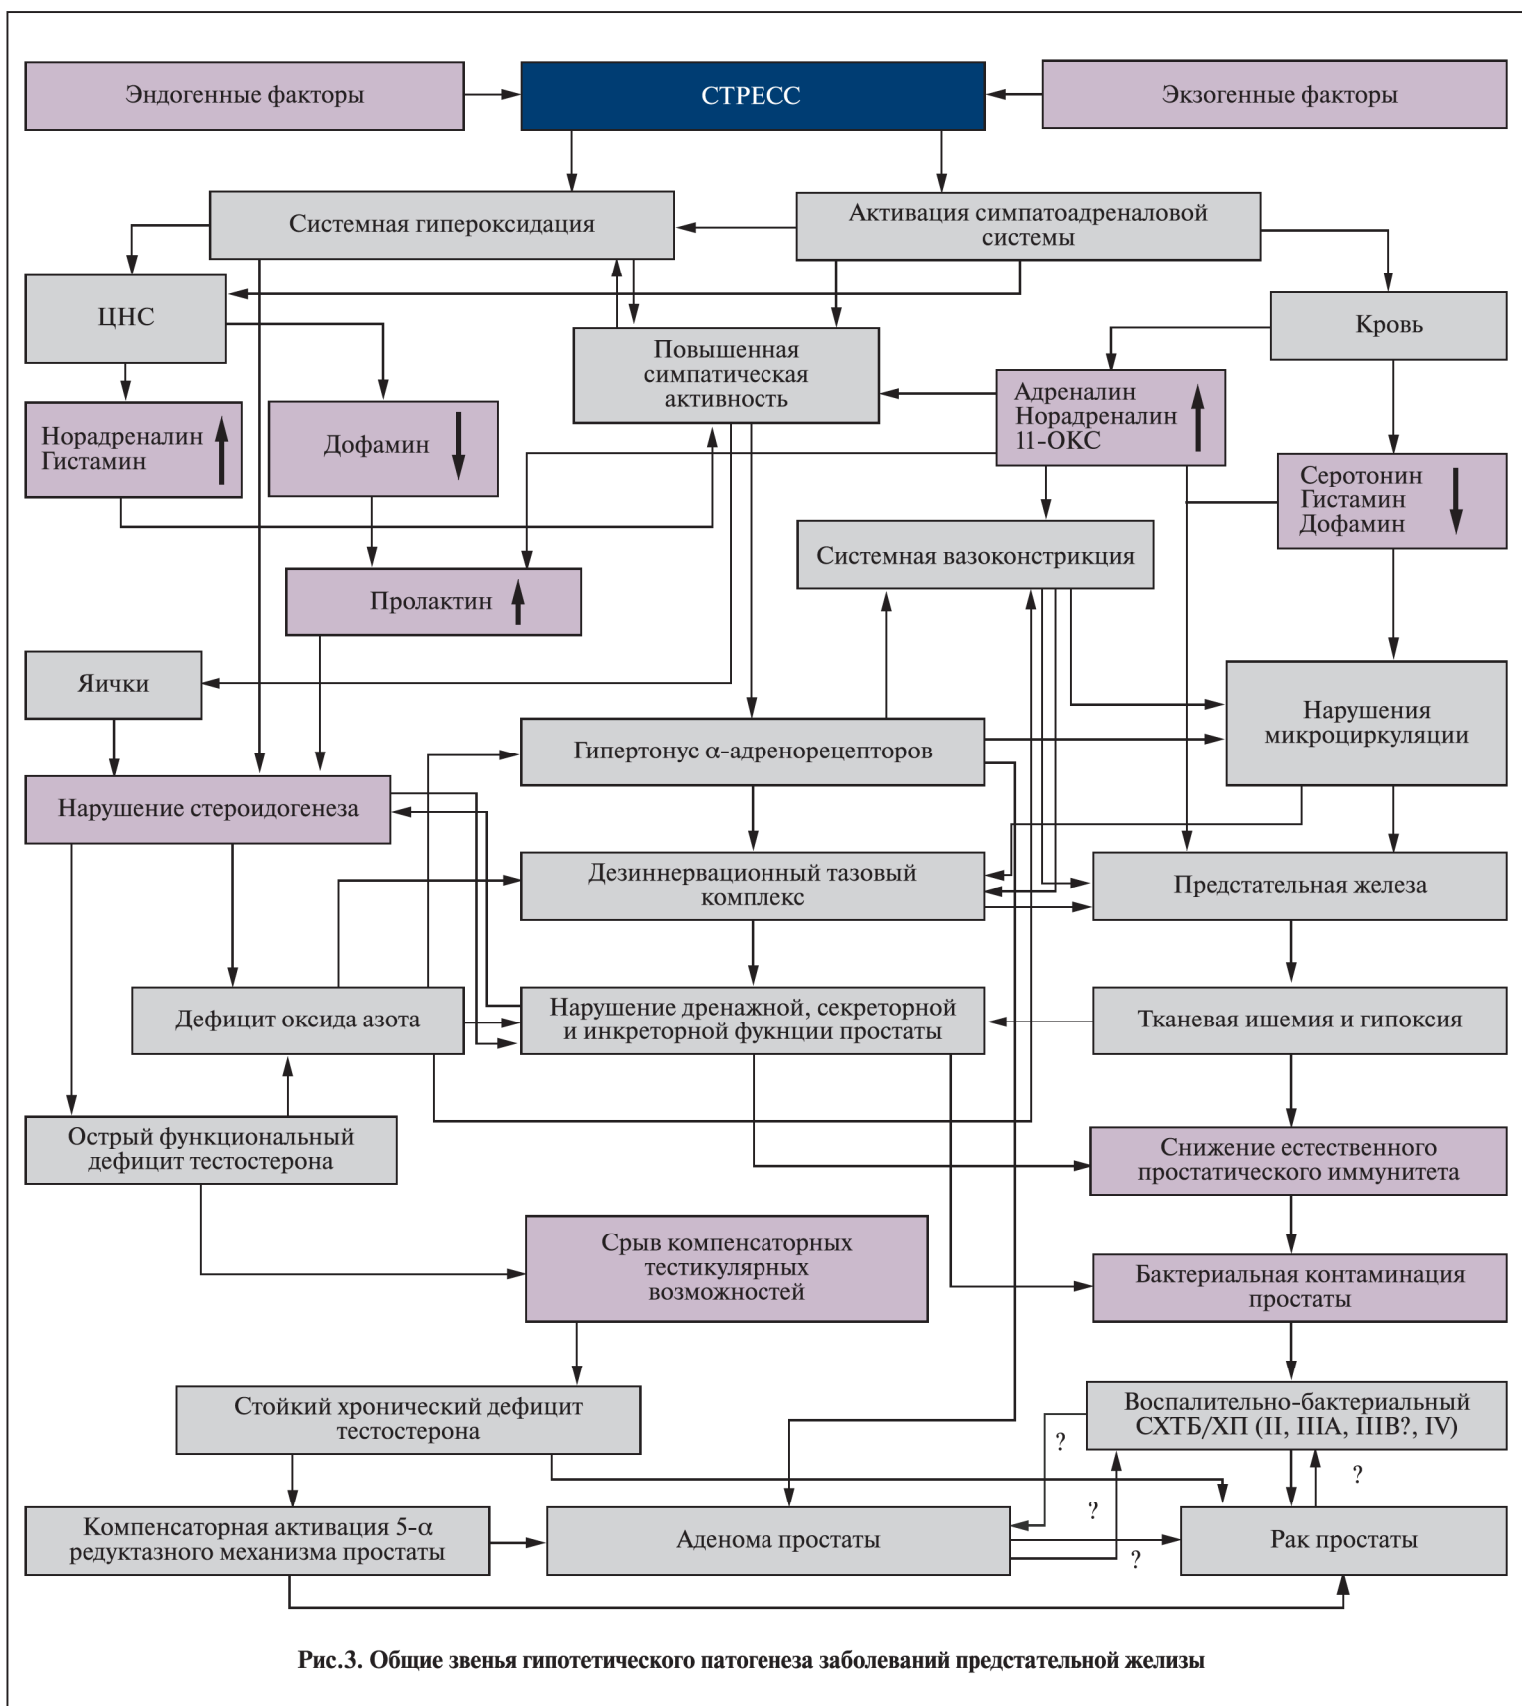 Эндогенные факторы
СТРЕСС
Экзогенные факторы
Системная гипероксидация
Активация симпатоадреналовой
системы
ЦНС
Кровь
Повышенная
симпатическая
активность
Адреналин
Норадреналин
11-ОКС
Норадреналин
Гистамин
Дофамин
Серотонин
Гистамин
Дофамин
Системная вазоконстрикция
Пролактин
Яички
Нарушения
микроциркуляции
Гипертонус α-адренорецепторов
Нарушение стероидогенеза
Дезиннервационный тазовый
комплекс
Предстательная железа
Дефицит оксида азота
Нарушение дренажной, секреторной
и инкреторной фукнции простаты
Тканевая ишемия и гипоксия
Острый функциональный
дефицит тестостерона
Снижение естественного
простатического иммунитета
Срыв компенсаторных
тестикулярных
возможностей
Бактериальная контаминация
простаты
Стойкий хронический дефицит
тестостерона
Воспалительно-бактериальный
СХТБ/ХП (II, IIIA, IIIB?, IV)
?
?
?
?
Компенсаторная активация 5-α
редуктазного механизма простаты
Аденома простаты
Рак простаты
Рис.3. Общие звенья гипотетического патогенеза заболеваний предстательной желизы